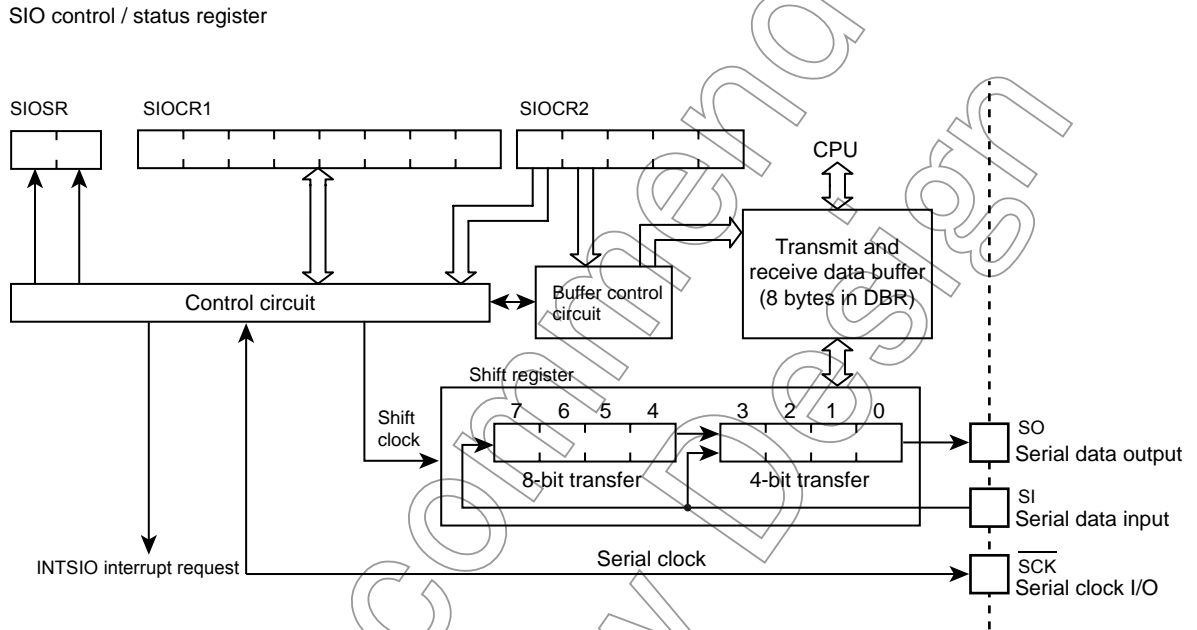 SIO control / status register
SIOSR
SIOCR1
SIOCR2
CPU
Transmit and
receive data buffer
(8 bytes in DBR)
Control circuit
Buffer control
circuit
Shift register
7 6 5 4 3 2 1 0
Shift
clock
8-bit transfer
4-bit transfer
SO
Serial data output
SI
Serial data input
INTSIO interrupt request
Serial clock
SCK
Serial clock I/O
commend
Design